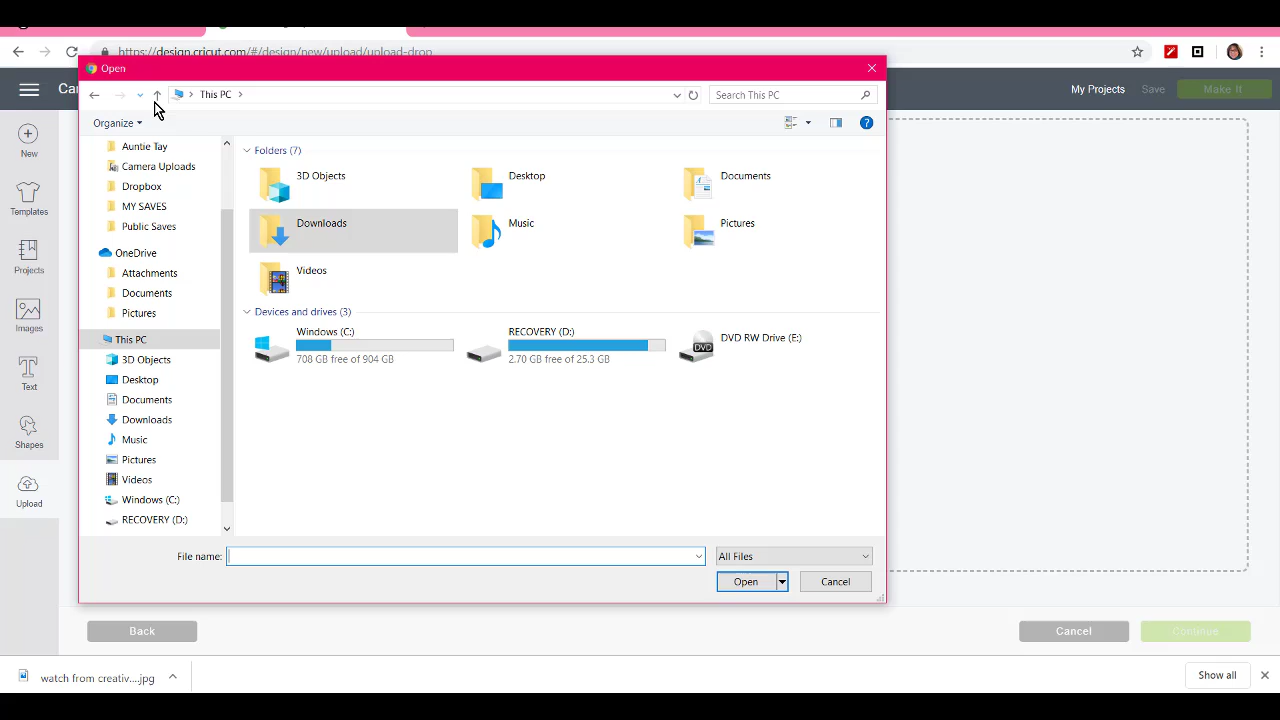 https://design.cricut.com/#/design/new/upload/upload-drop
Open
This PC
Search This PC
Organize
Ca
My Projects
Save
Make It
New
Templates
Projects
Images
Text
Shapes
Upload
Auntie Tay
Camera Uploads
Dropbox
MY SAVES
Public Saves
OneDrive
Attachments
Documents
Pictures
This PC
3D Objects
Desktop
Documents
Downloads
Music
Pictures
Videos
Windows (C:)
RECOVERY (D:)
Folders (7)
3D Objects
Desktop
Documents
Downloads
Music
Pictures
Videos
Devices and drives (3)
Windows (C:)
708 GB free of 904 GB
RECOVERY (D:)
2.70 GB free of 25.3 GB
DVD RW Drive (E:)
DVD
File name:
All Files
Open
Cancel
Back
Cancel
Continue
watch from creativ....jpg
Show all